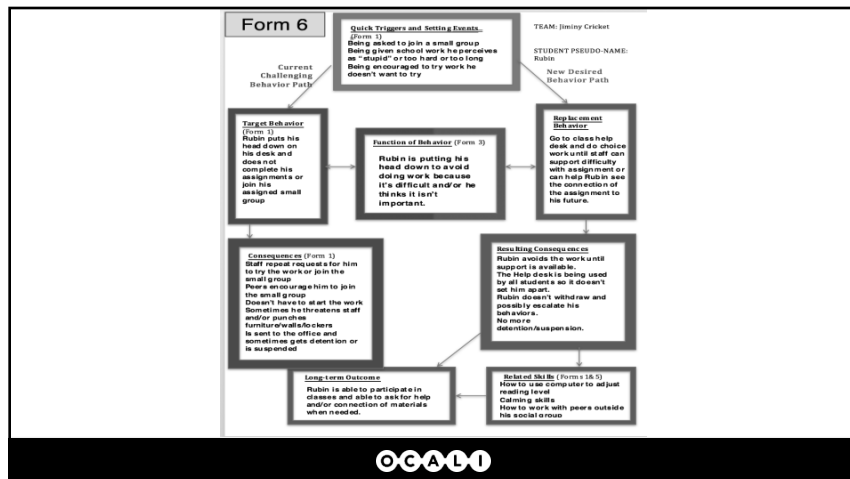 Form 6
Quick Triggers and Setting Events
(Form 1)
Being asked to join a small group
Being given school work he perceives
as "stupid" or too hard or too long
Being encouraged to try work he
doesn't want to try
TEAM: Jiminy Cricket
STUDENT PSEUDO-NAME:
Rubin
Current
Challenging
Behavior Path
New Desired
Behavior Path
Target Behavior
(Form 1)
Rubin puts his
head down on
his desk and
does not
complete his
assignments or
join his
assigned small
group
Function of Behavior (Form 3)
Rubin is putting his
head down to avoid
doing work because
it's difficult and/or he
thinks it isn't
important.
Replacement
Behavior
Go to class help
desk and do choice
work until staff can
support difficulty
with assignment or
can help Rubin see
the connection of
the assignment to
his future.
Consequences (Form 1)
Staff repeat requests for him
to try the work or join the
small group
Peers encourage him to join
the small group
Doesn't have to start the work
Sometimes he threatens staff
and/or punches
furniture/walls/lockers
Is sent to the office and
sometimes gets detention or
is suspended
Resulting Consequences
Rubin avoids the work until
support is available.
The Help desk is being used
by all students so it doesn't
set him apart.
Rubin doesn't withdraw and
possibly escalate his
behaviors.
No more
detention/suspension.
Long-term Outcome
Rubin is able to participate in
classes and able to ask for help
and/or connection of materials
when needed.
Related Skills (Forms 1& 5)
How to use computer to adjust
reading level
Calming skills
How to work with peers outside
his social group
OCALI